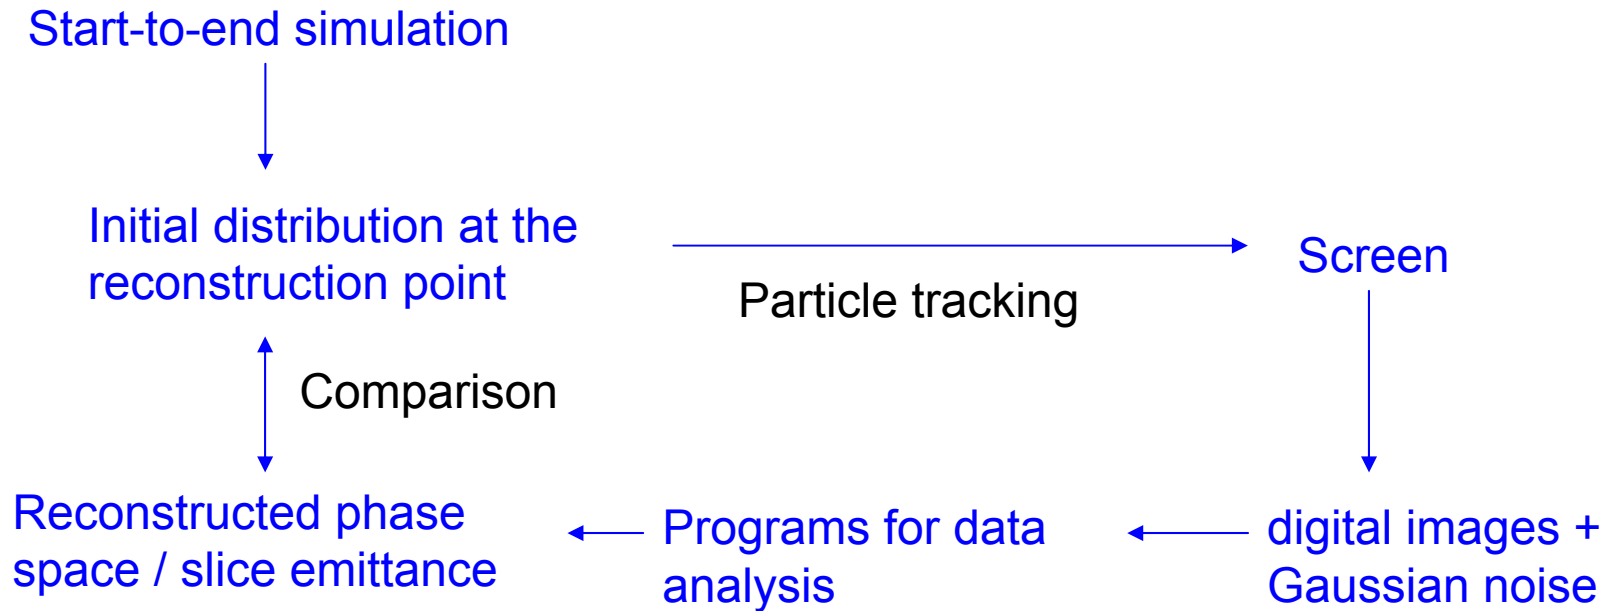 Start-to-end simulation
Initial distribution at the
reconstruction point
Particle tracking
Screen
Comparison
Reconstructed phase
space / slice emittance
Programs for data
analysis
digital images +
Gaussian noise